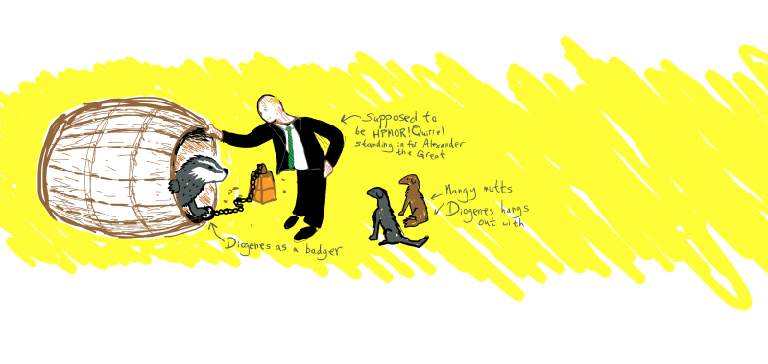 Supposed to
be HPMOR!Quirrel
standing in for Alexander
the Great
Mangy mutts
Diogenes hangs
out with
Diogenes as a badger